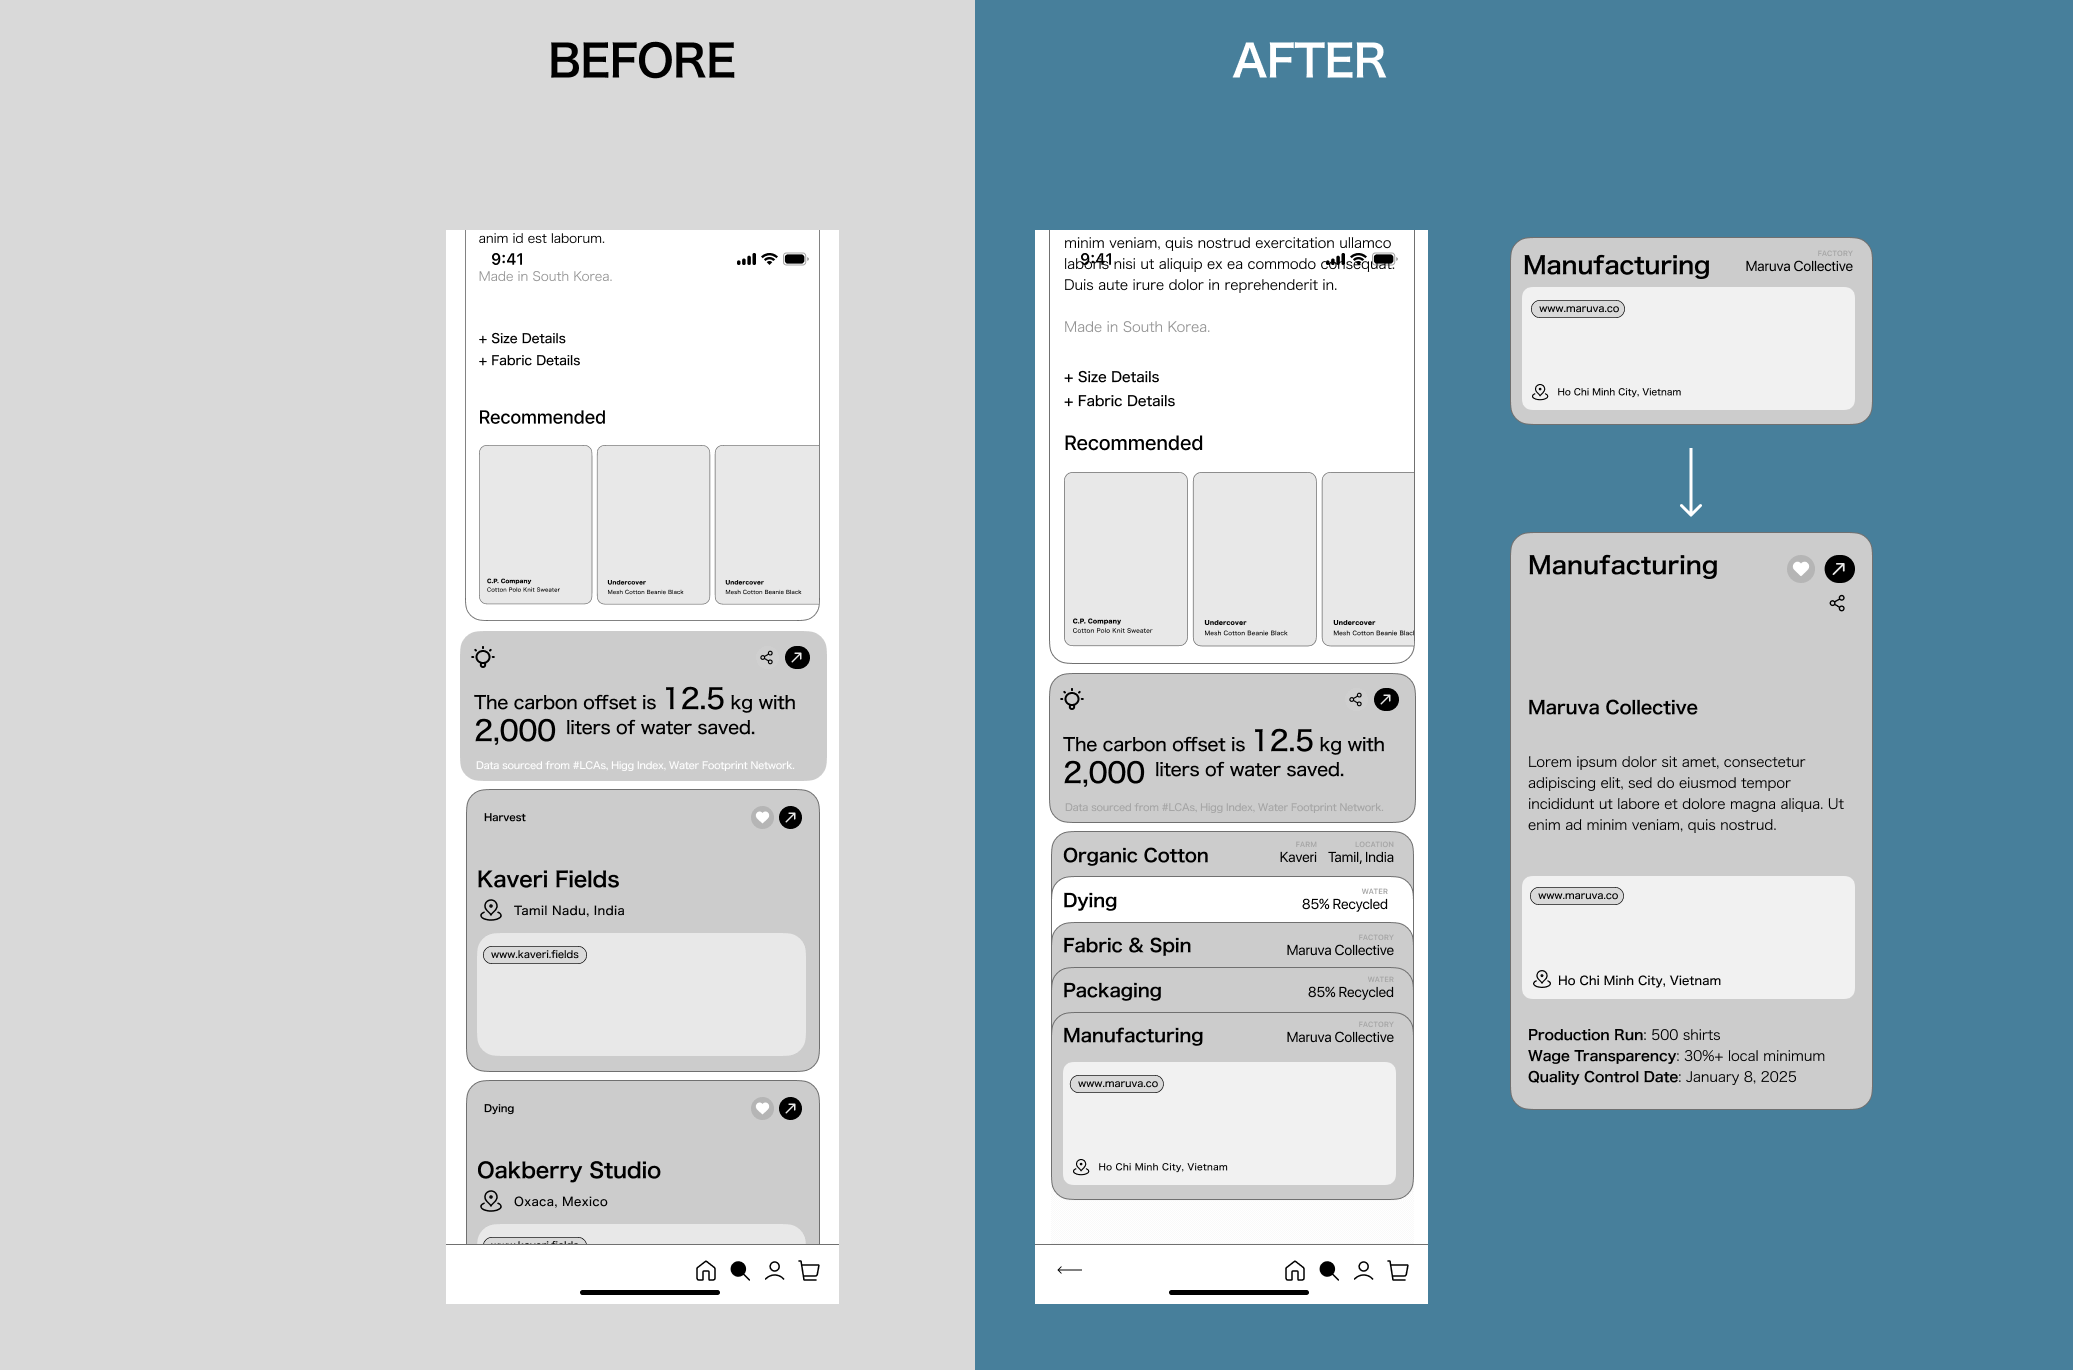 BEFORE
anim id est laborum.
9:41
Made in South Korea.
+ Size Details
+ Fabric Details
Recommended
C.P. Company
Cotton Polo Knit Sweater
Undercover
Mesh Cotton Beanie Black
Undercover
Mesh Cotton Beanie Black
The carbon offset is 12.5 kg with
2,000 liters of water saved.
Data sourced from #LCAs, Higg Index, Water Footprint Network.
Harvest
Kaveri Fields
Tamil Nadu, India
www.kaveri.fields
Dying
Oakberry Studio
Oxaca, Mexico
www.kaveri.fields
AFTER
minim veniam, quis nostrud exercitation ullamco
9:41
laboris nisi ut aliquip ex ea commodo consequat.
Duis aute irure dolor in reprehenderit in.
Made in South Korea.
+ Size Details
+ Fabric Details
Recommended
C.P. Company
Cotton Polo Knit Sweater
Undercover
Mesh Cotton Beanie Black
Undercover
Mesh Cotton Beanie Blac
The carbon offset is 12.5 kg with
2,000 liters of water saved.
Data sourced from #LCAs, Higg Index, Water Footprint Network.
FARM LOCATION
Organic Cotton Kaveri Tamil, India
WATER
Dying 85% Recycled
FACTORY
Fabric & Spin Maruva Collective
WATER
Packaging 85% Recycled
FACTORY
Manufacturing Maruva Collective
www.maruva.co
Ho Chi Minh City, Vietnam
FACTORY
Manufacturing Maruva Collective
www.maruva.co
Ho Chi Minh City, Vietnam
Manufacturing
Maruva Collective
Lorem ipsum dolor sit amet, consectetur
adipiscing elit, sed do eiusmod tempor
incididunt ut labore et dolore magna aliqua. Ut
enim ad minim veniam, quis nostrud.
www.maruva.co
Ho Chi Minh City, Vietnam
Production Run: 500 shirts
Wage Transparency: 30%+ local minimum
Quality Control Date: January 8, 2025